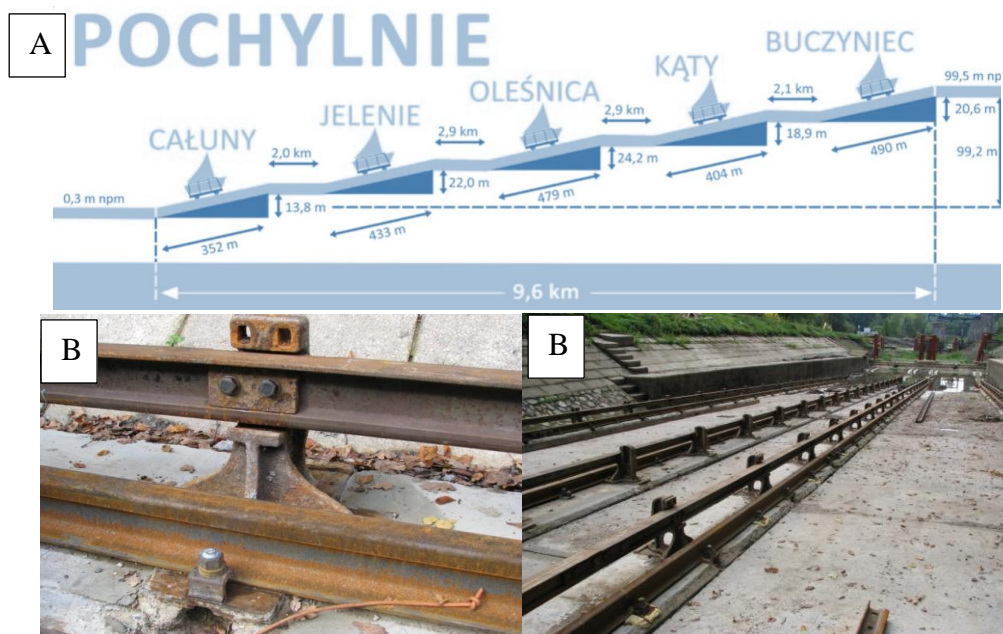 A
POCHYLNIE
BUCZYNIEC
KĄTY
OLEŚNICA
JELENIE
CAŁUNY
99,5 m npm
2,1 km
20,6 m
2,9 km
2,9 km
18,9 m
99,2 m
2,0 km
24,2 m
490 m
22,0 m
404 m
0,3 m npm
13,8 m
479 m
433 m
352 m
9,6 km
B
B